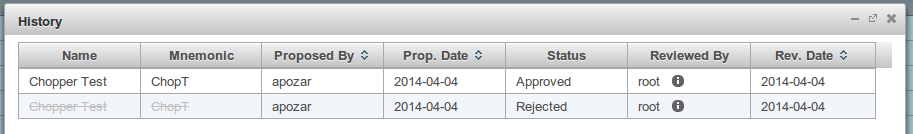 History
Name Mnemonic Proposed By Prop. Date Status Reviewed By Rev. Date
Chopper Test ChopT apozar 2014-04-04 Approved root 2014-04-04
Chopper Test ChopT apozar 2014-04-04 Rejected root 2014-04-04